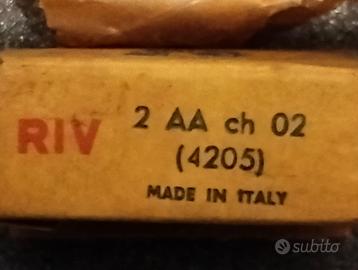 RIV 2 AA ch 02
(4205)
MADE IN ITALY
subito